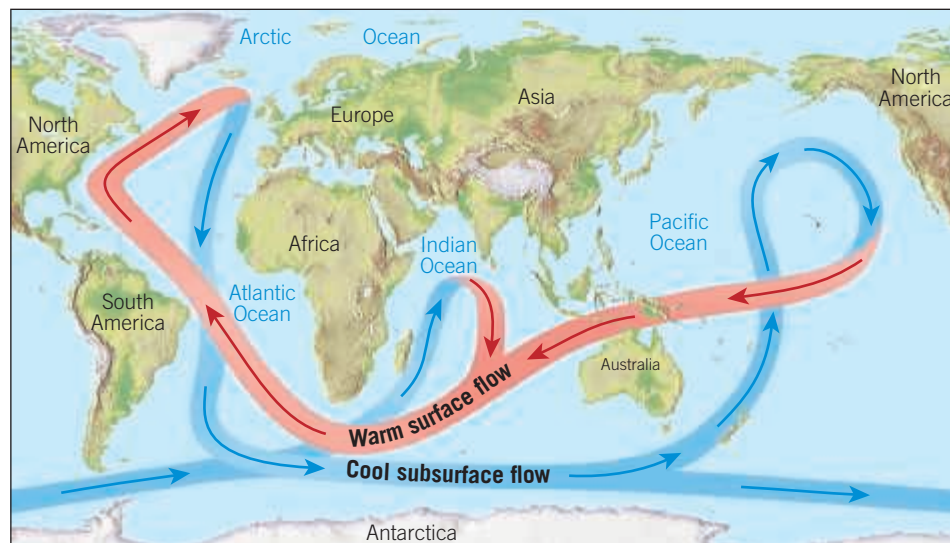 Arctic Ocean
North
America
Europe
Asia
North
America
Africa
Indian
Ocean
Pacific
Ocean
South
America
Atlantic
Ocean
Australia
Warm surface flow
Cool subsurface flow
Antarctica